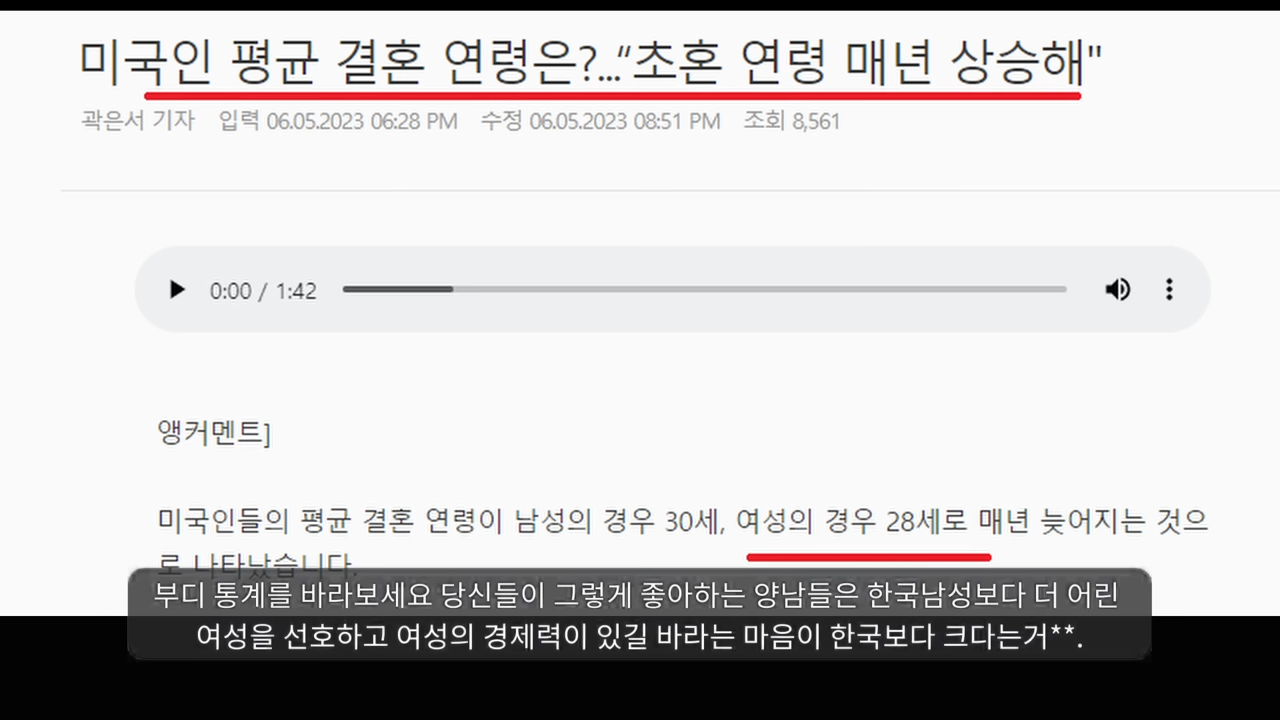 미국인 평균 결혼 연령은?...“초혼 연령 매년 상승해"
곽은서 기자 입력 06.05.2023 06:28 PM 수정 06.05.2023 08:51 PM 조회 8,561
0:00 / 1:42
앵커멘트]
미국인들의 평균 결혼 연령이 남성의 경우 30세, 여성의 경우 28세로 매년 늦어지는 것으
로 나타났습니다.
부디 통계를 바라보세요 당신들이 그렇게 좋아하는 양남들은 한국남성보다 더 어린
여성을 선호하고 여성의 경제력이 있길 바라는 마음이 한국보다 크다는거**.